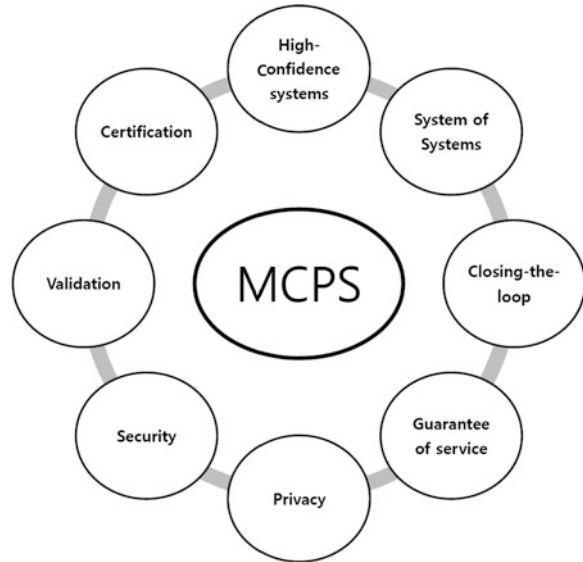 High-
Confidence
systems
System of
Systems
Closing-the-
loop
Guarantee
of service
Privacy
Security
Validation
Certification
MCPS